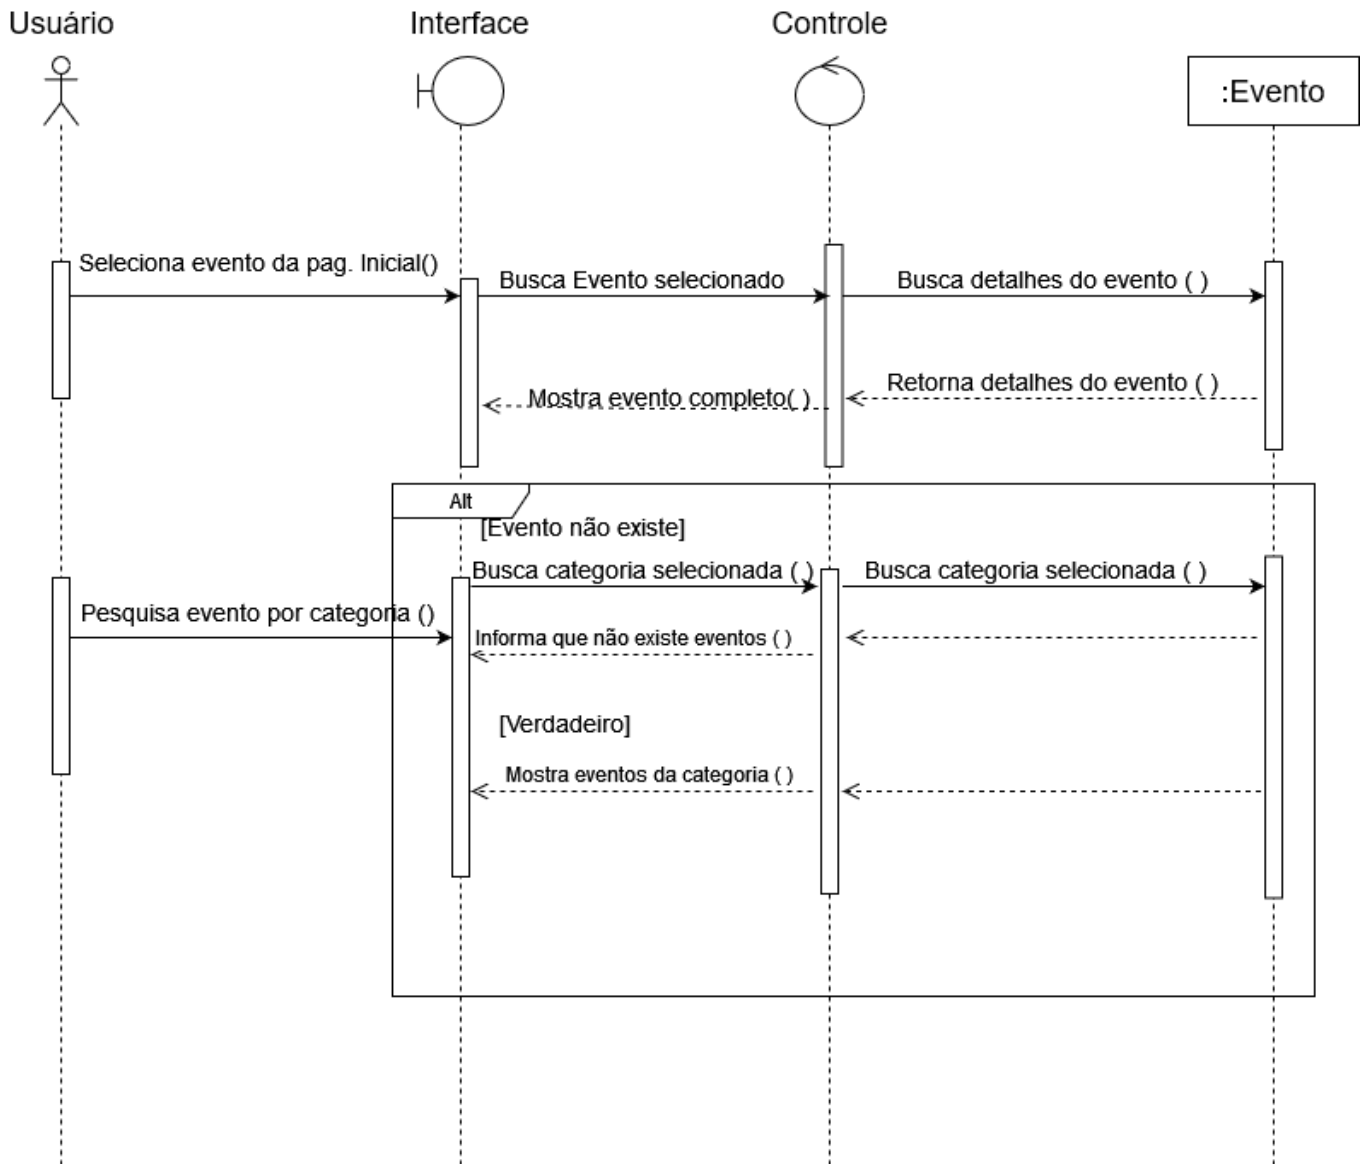 Usuário
Interface
Controle
:Evento
Seleciona evento da pag. Inicial()
Busca Evento selecionado
Busca detalhes do evento ( )
Retorna detalhes do evento ( )
Mostra evento completo( )
Alt
[Evento não existe]
Busca categoria selecionada ( )
Busca categoria selecionada ( )
Pesquisa evento por categoria ()
Informa que não existe eventos ( )
[Verdadeiro]
Mostra eventos da categoria ( )